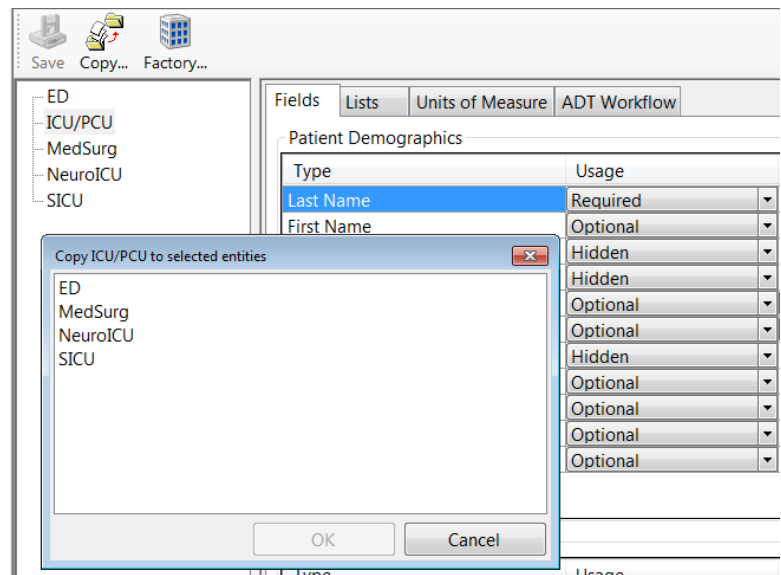 Save Copy... Factory...
ED
ICU/PCU
MedSurg
NeuroICU
SICU
Fields Lists Units of Measure ADT Workflow
Patient Demographics
Type Usage
Last Name Required
First Name Optional
Hidden
Hidden
Optional
Optional
Hidden
Optional
Optional
Optional
Optional
Copy ICU/PCU to selected entities
ED
MedSurg
NeuroICU
SICU
OK Cancel
Type Usage